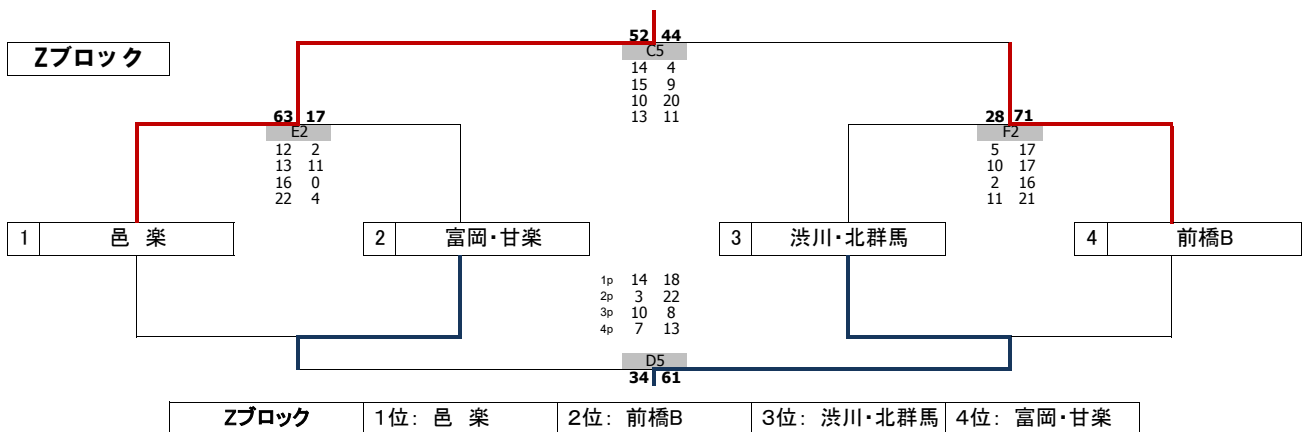 52 44
Zブロック
C5
14 4
15 9
10 20
13 11
63 17
E2
12 2
13 11
16 0
22 4
28 71
F2
5 17
10 17
2 16
11 21
1 邑 楽
2 富岡・甘楽
3 渋川・北群馬
4 前橋B
1p 14 18
2p 3 22
3p 10 8
4p 7 13
D5
34 61
Zブロック 1位: 邑 楽 2位: 前橋B 3位: 渋川・北群馬 4位: 富岡・甘楽